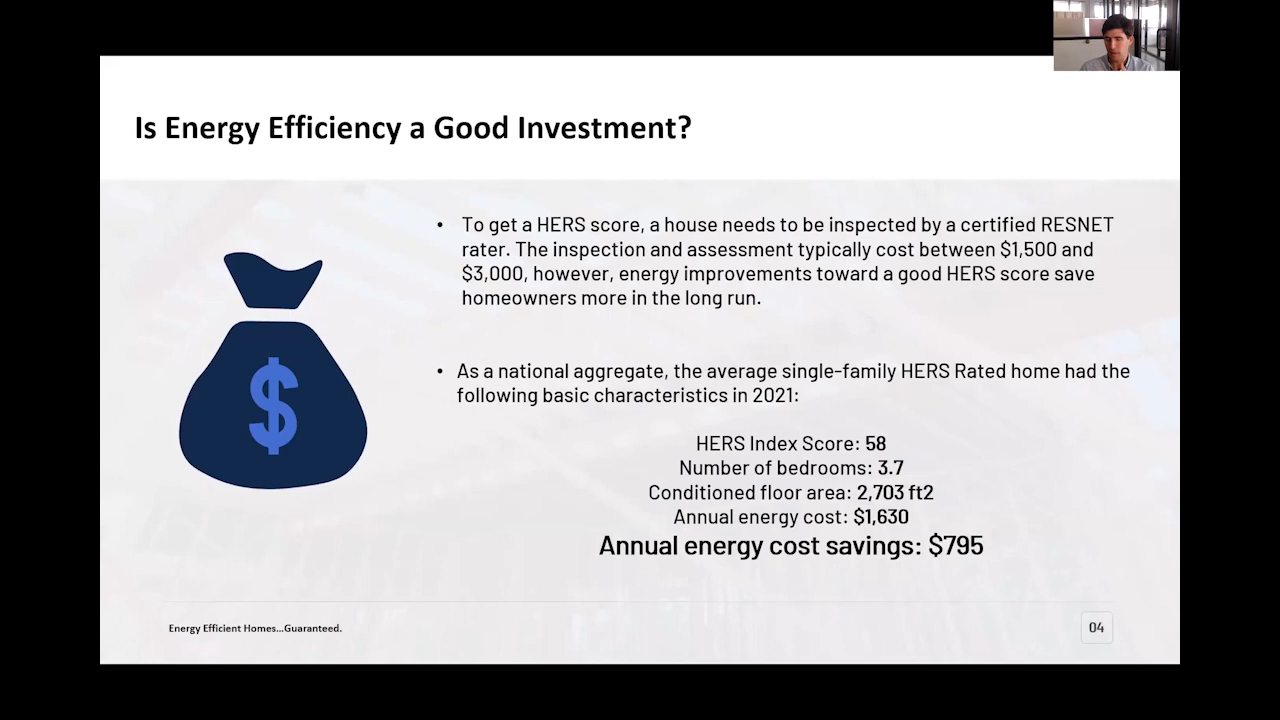 Is Energy Efficiency a Good Investment?
• To get a HERS score, a house needs to be inspected by a certified RESNET
rater. The inspection and assessment typically cost between $1,500 and
$3,000, however, energy improvements toward a good HERS score save
homeowners more in the long run.
• As a national aggregate, the average single-family HERS Rated home had the
following basic characteristics in 2021:
HERS Index Score: 58
Number of bedrooms: 3.7
Conditioned floor area: 2,703 ft2
Annual energy cost: $1,630
Annual energy cost savings: $795
$
Energy Efficient Homes...Guaranteed.
04